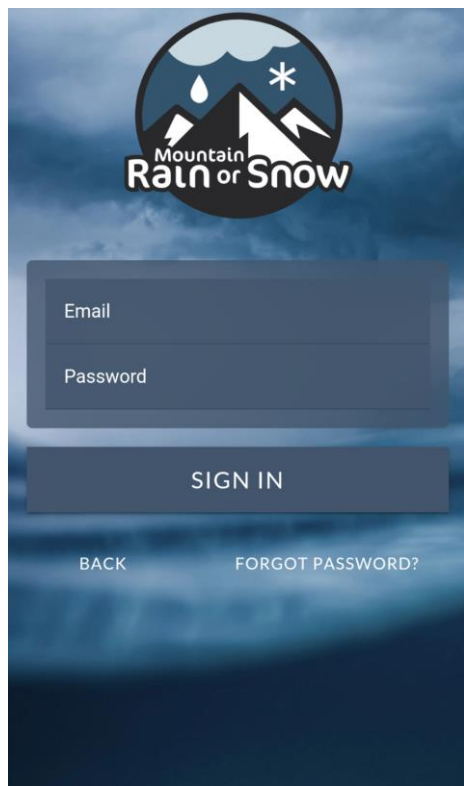 Mountain
Rain or Snow
Email
Password
SIGN IN
BACK FORGOT PASSWORD?